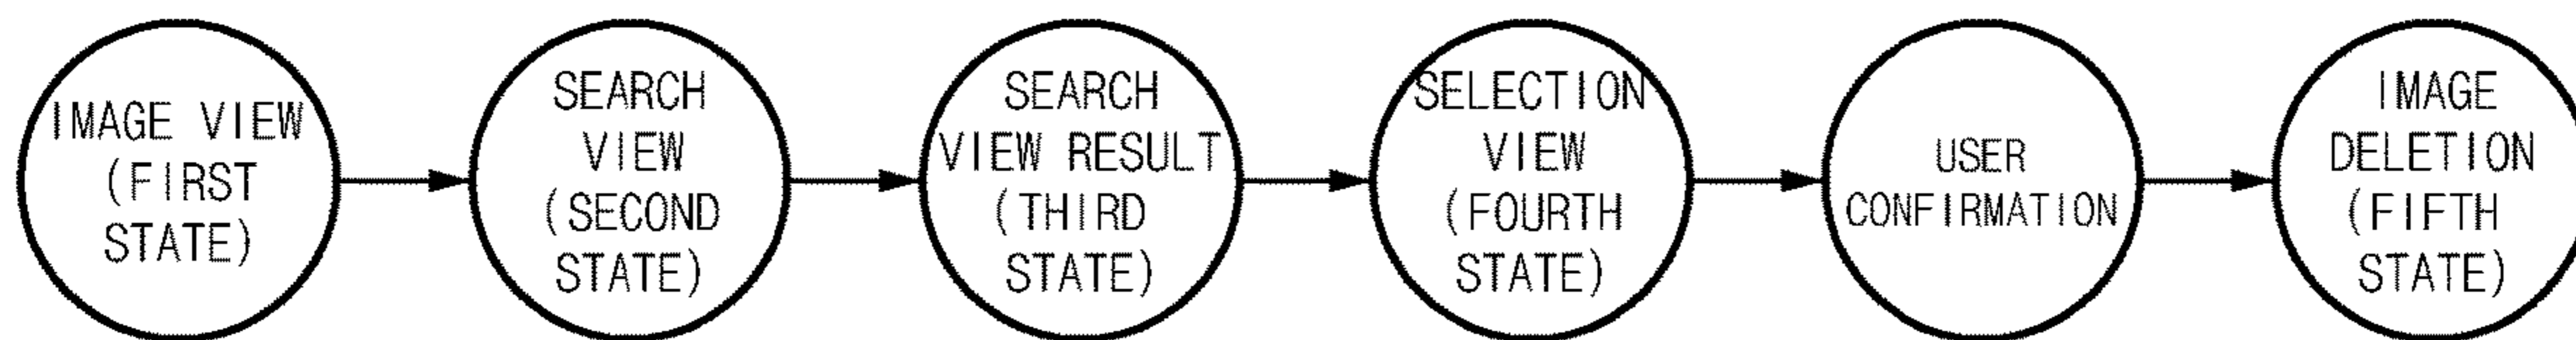 IMAGE VIEW
(FIRST
STATE)
SEARCH
VIEW
(SECOND
STATE)
SEARCH
VIEW RESULT
(THIRD
STATE)
SELECTION
VIEW
(FOURTH
STATE)
USER
CONFIRMATION
IMAGE
DELETION
(FIFTH
STATE)